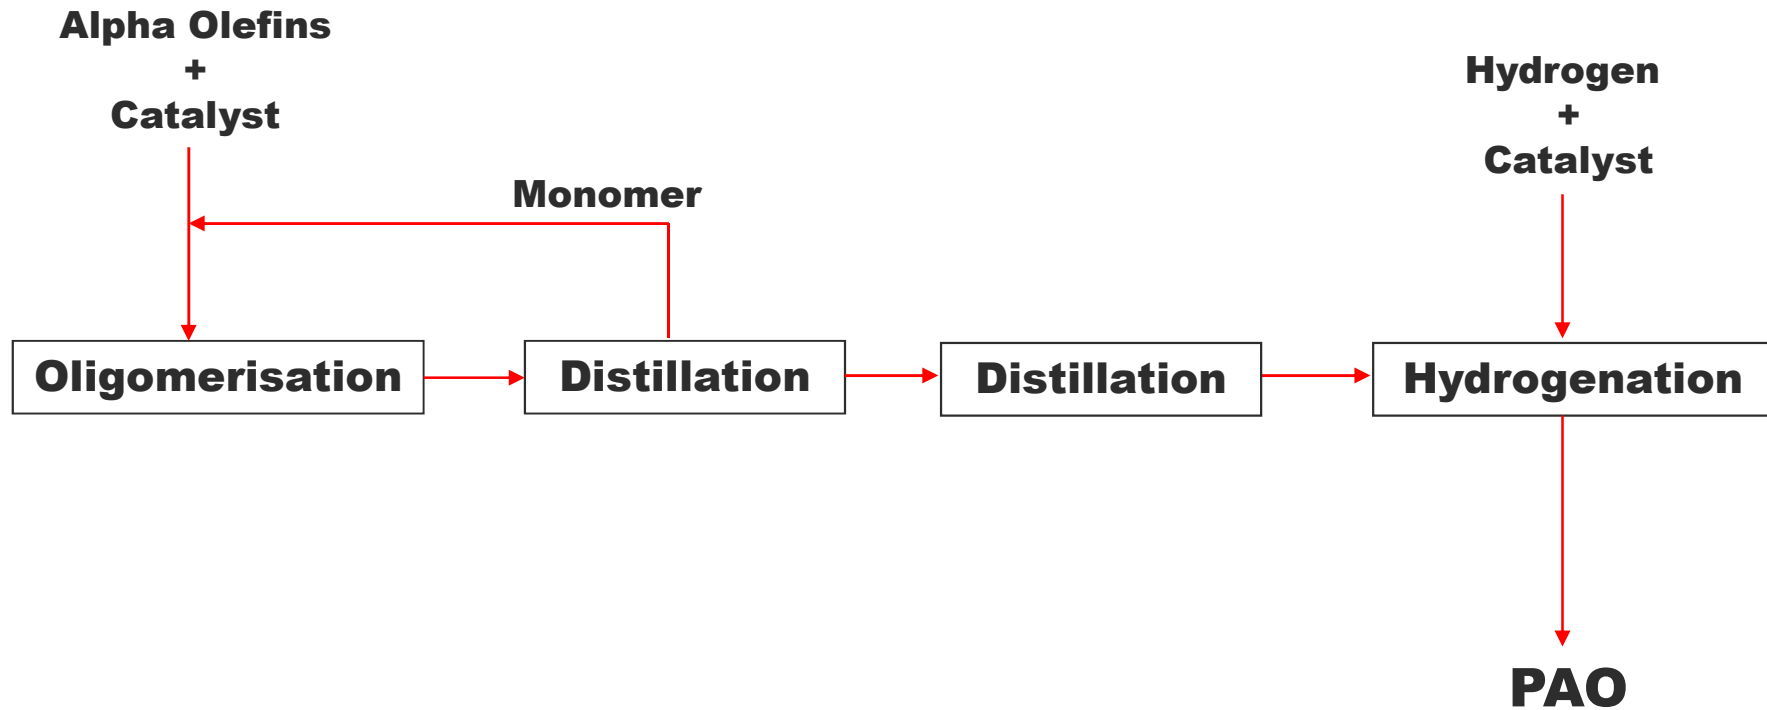 Alpha Olefins
+
Catalyst
Hydrogen
+
Catalyst
Monomer
Oligomerisation
Distillation
Distillation
Hydrogenation
PAO